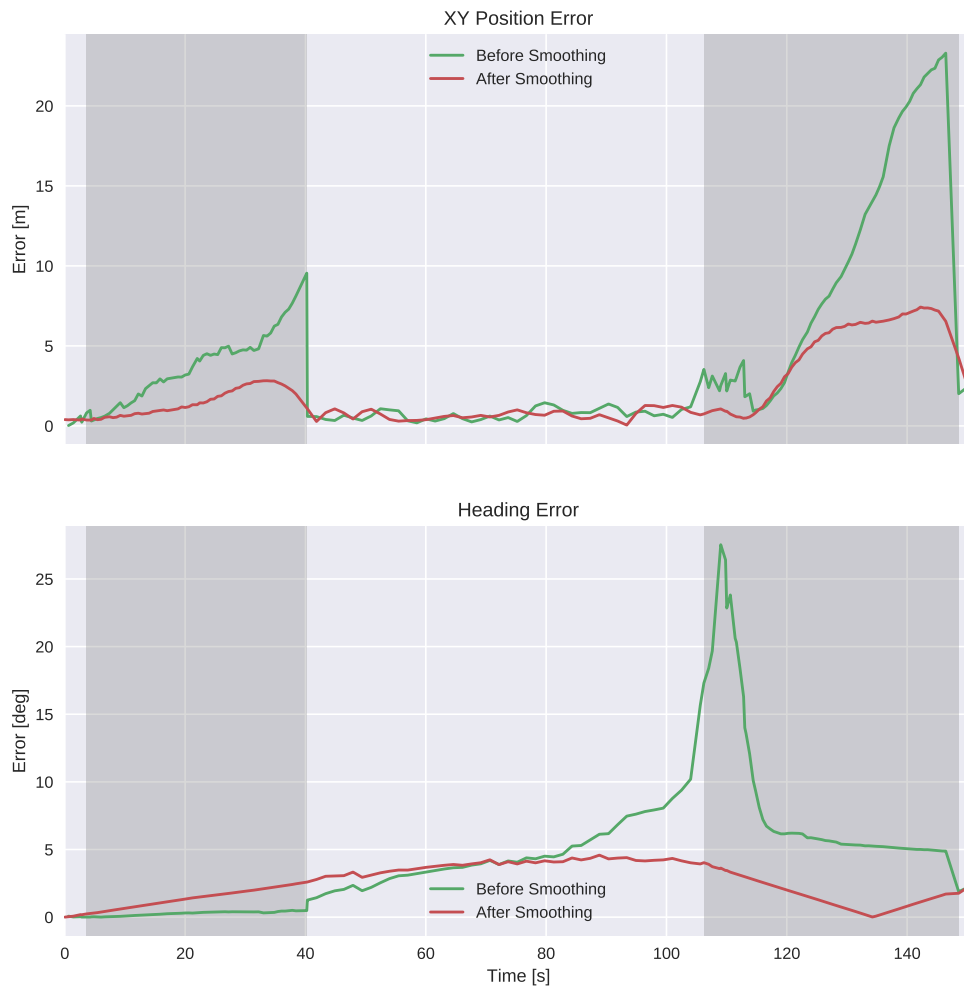 XY Position Error
Before Smoothing
After Smoothing
20
15
10
5
0
Error [m]
Heading Error
25
20
15
10
5
0
Error [deg]
Before Smoothing
After Smoothing
0 20 40 60 80 100 120 140
Time [s]